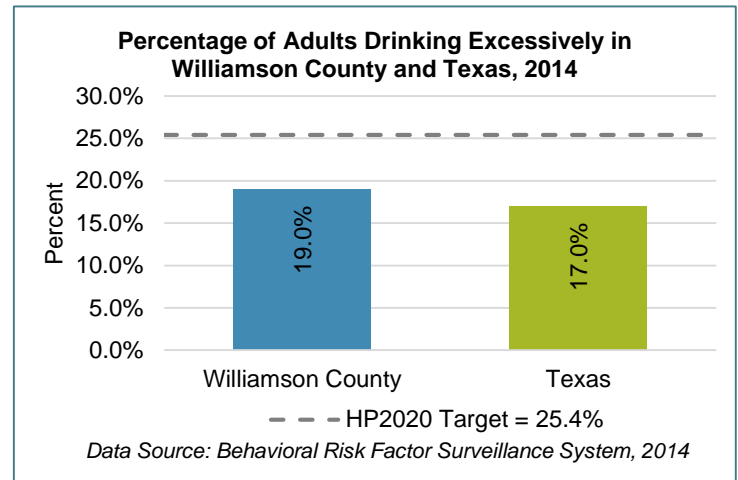 Percentage of Adults Drinking Excessively in
Williamson County and Texas, 2014
30.0%
25.0%
20.0%
15.0%
10.0%
5.0%
0.0%
Percent
19.0%
17.0%
Williamson County
Texas
HP2020 Target = 25.4%
Data Source: Behavioral Risk Factor Surveillance System, 2014